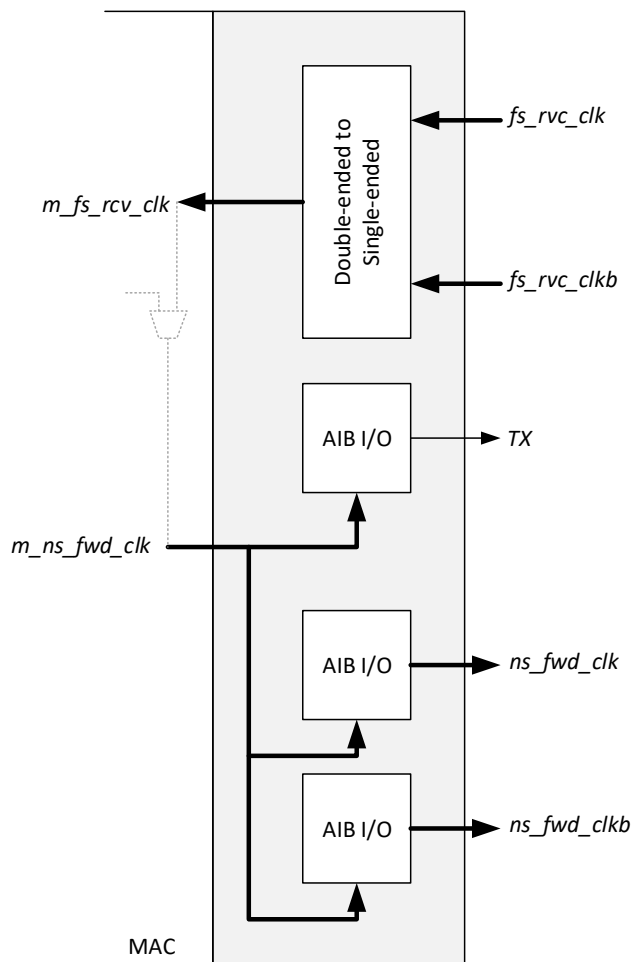 fs_rvc_clk
Double-ended to
Single-ended
m_fs_rcv_clk
fs_rvc_clkb
AIB I/O
TX
m_ns_fwd_clk
AIB I/O
ns_fwd_clk
AIB I/O
ns_fwd_clkb
MAC